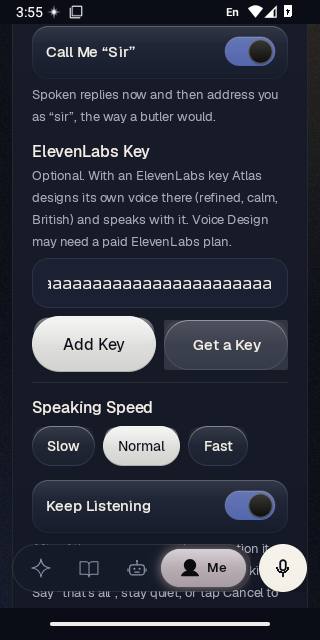 3:55
En
Call Me “Sir”
Spoken replies now and then address you
as “sir”, the way a butler would.
ElevenLabs Key
Optional. With an ElevenLabs key Atlas
designs its own voice there (refined, calm,
British) and speaks with it. Voice Design
may need a paid ElevenLabs plan.
aaaaaaaaaaaaaaaaaaaaaaa
Add Key
Get a Key
Speaking Speed
Slow
Normal
Fast
Keep Listening
Me
Say “that’s all”, stay quiet, or tap Cancel to